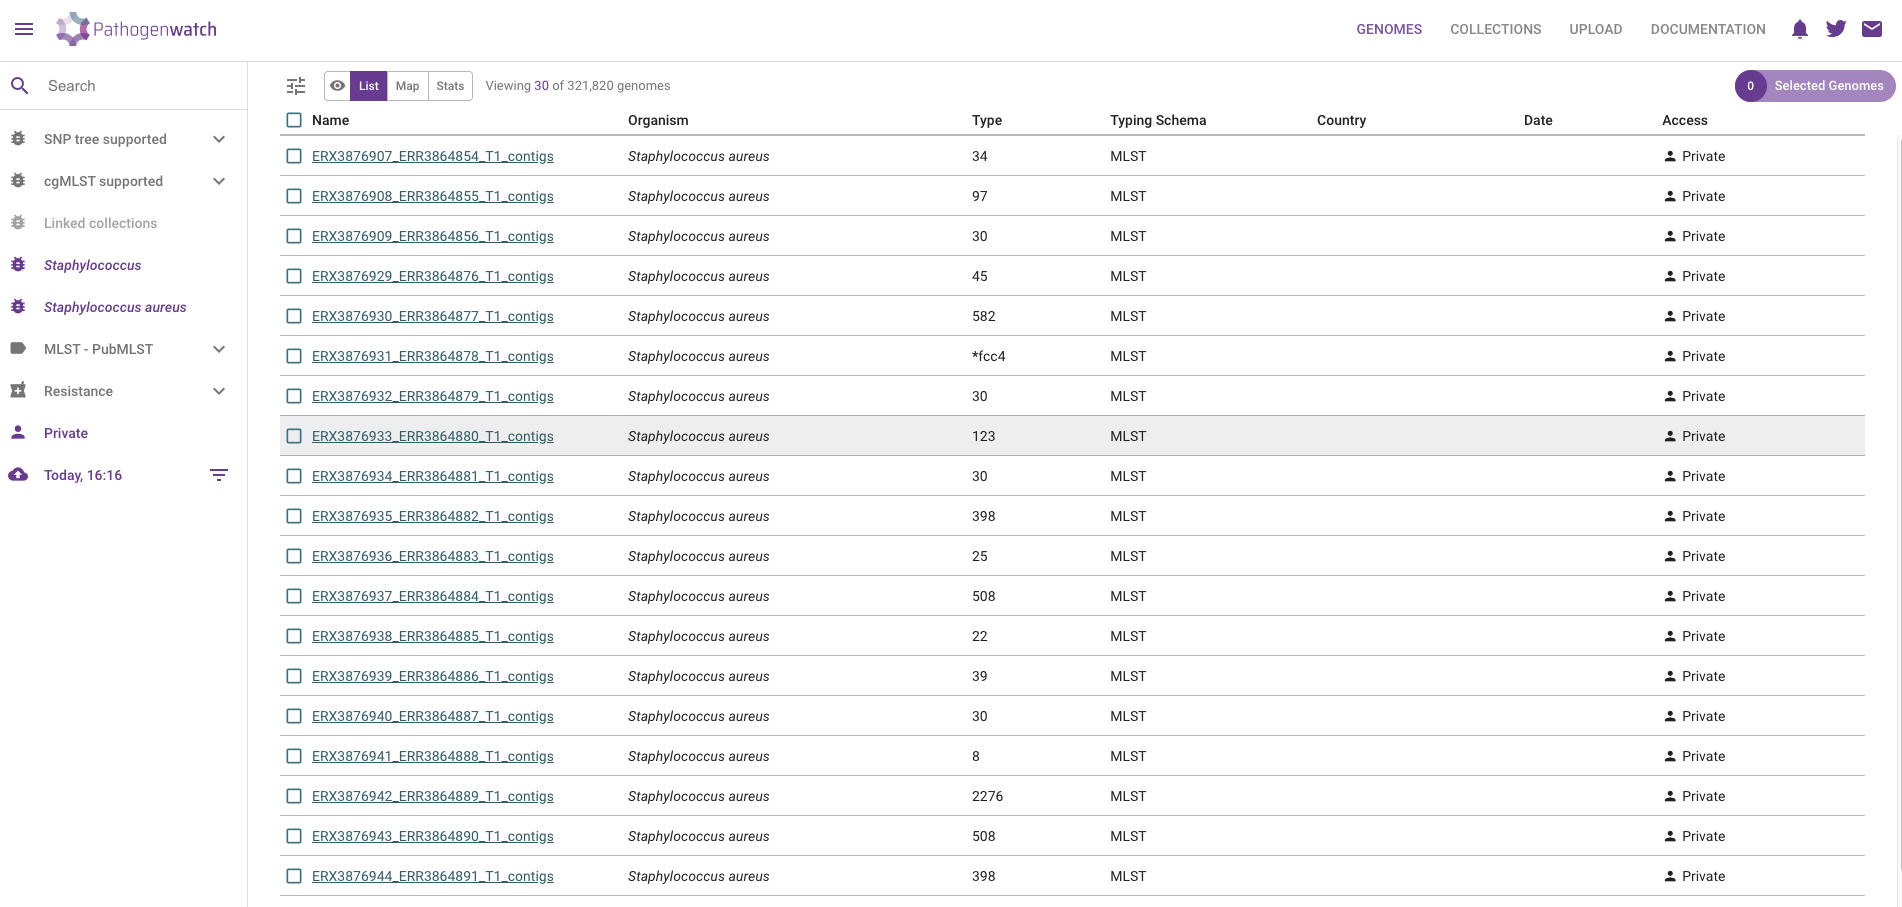 Pathogenwatch
GENOMES COLLECTIONS UPLOAD DOCUMENTATION
Search
List Map Stats Viewing 30 of 321,820 genomes
0 Selected Genomes
SNP tree supported
cgMLST supported
Linked collections
Staphylococcus
Staphylococcus aureus
MLST - PubMLST
Resistance
Private
Today, 16:16
Name Organism Type Typing Schema Country Date Access
ERX3876907_ERR3864854_T1_contigs Staphylococcus aureus 34 MLST Private
ERX3876908_ERR3864855_T1_contigs Staphylococcus aureus 97 MLST Private
ERX3876909_ERR3864856_T1_contigs Staphylococcus aureus 30 MLST Private
ERX3876929_ERR3864876_T1_contigs Staphylococcus aureus 45 MLST Private
ERX3876930_ERR3864877_T1_contigs Staphylococcus aureus 582 MLST Private
ERX3876931_ERR3864878_T1_contigs Staphylococcus aureus *fcc4 MLST Private
ERX3876932_ERR3864879_T1_contigs Staphylococcus aureus 30 MLST Private
ERX3876933_ERR3864880_T1_contigs Staphylococcus aureus 123 MLST Private
ERX3876934_ERR3864881_T1_contigs Staphylococcus aureus 30 MLST Private
ERX3876935_ERR3864882_T1_contigs Staphylococcus aureus 398 MLST Private
ERX3876936_ERR3864883_T1_contigs Staphylococcus aureus 25 MLST Private
ERX3876937_ERR3864884_T1_contigs Staphylococcus aureus 508 MLST Private
ERX3876938_ERR3864885_T1_contigs Staphylococcus aureus 22 MLST Private
ERX3876939_ERR3864886_T1_contigs Staphylococcus aureus 39 MLST Private
ERX3876940_ERR3864887_T1_contigs Staphylococcus aureus 30 MLST Private
ERX3876941_ERR3864888_T1_contigs Staphylococcus aureus 8 MLST Private
ERX3876942_ERR3864889_T1_contigs Staphylococcus aureus 2276 MLST Private
ERX3876943_ERR3864890_T1_contigs Staphylococcus aureus 508 MLST Private
ERX3876944_ERR3864891_T1_contigs Staphylococcus aureus 398 MLST Private